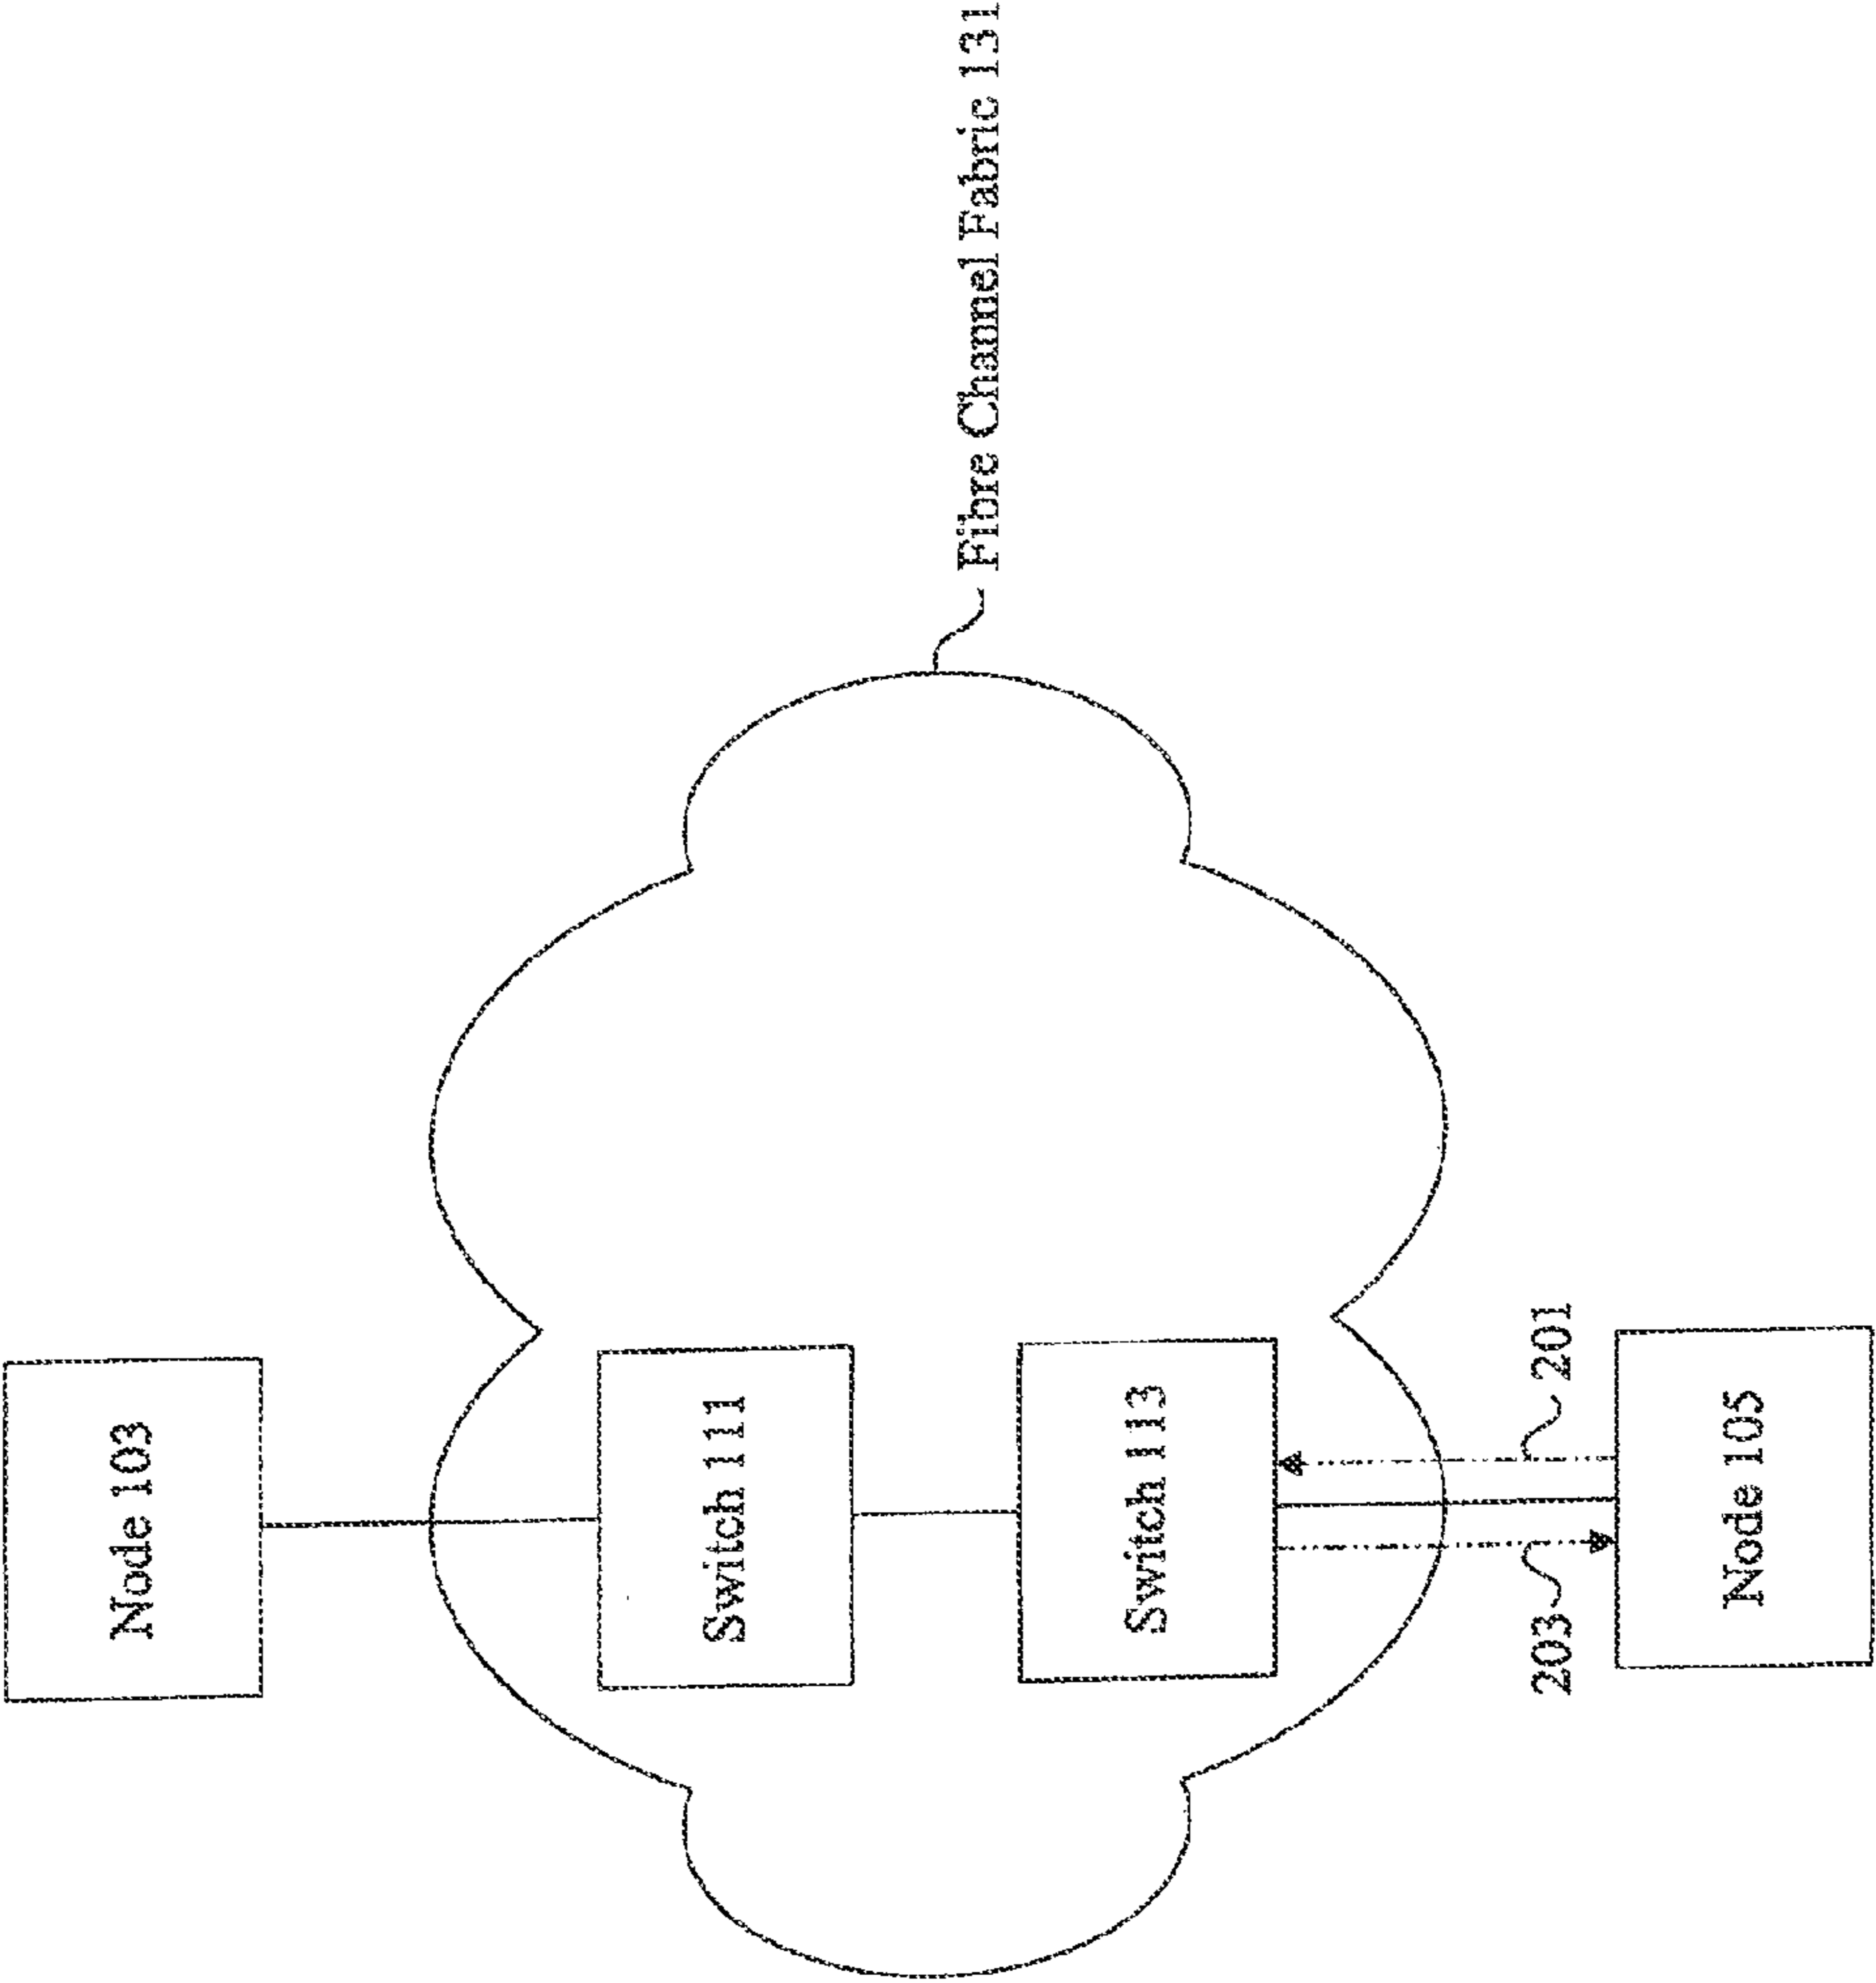 Fibre Channel Fabric 131
Node 103
Switch 111
Switch 113
201
203
Node 105